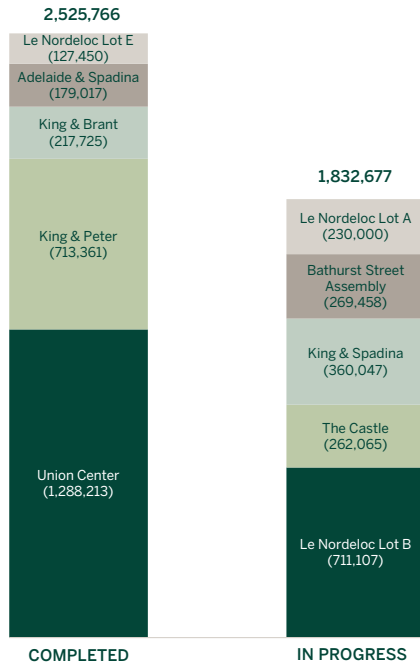 2,525,766
Le Nordeloc Lot E
(127,450)
Adelaide & Spadina
(179,017)
King & Brant
(217,725)
King & Peter
(713,361)
Union Center
(1,288,213)
COMPLETED
1,832,677
Le Nordeloc Lot A
(230,000)
Bathurst Street
Assembly
(269,458)
King & Spadina
(360,047)
The Castle
(262,065)
Le Nordeloc Lot B
(711,107)
IN PROGRESS